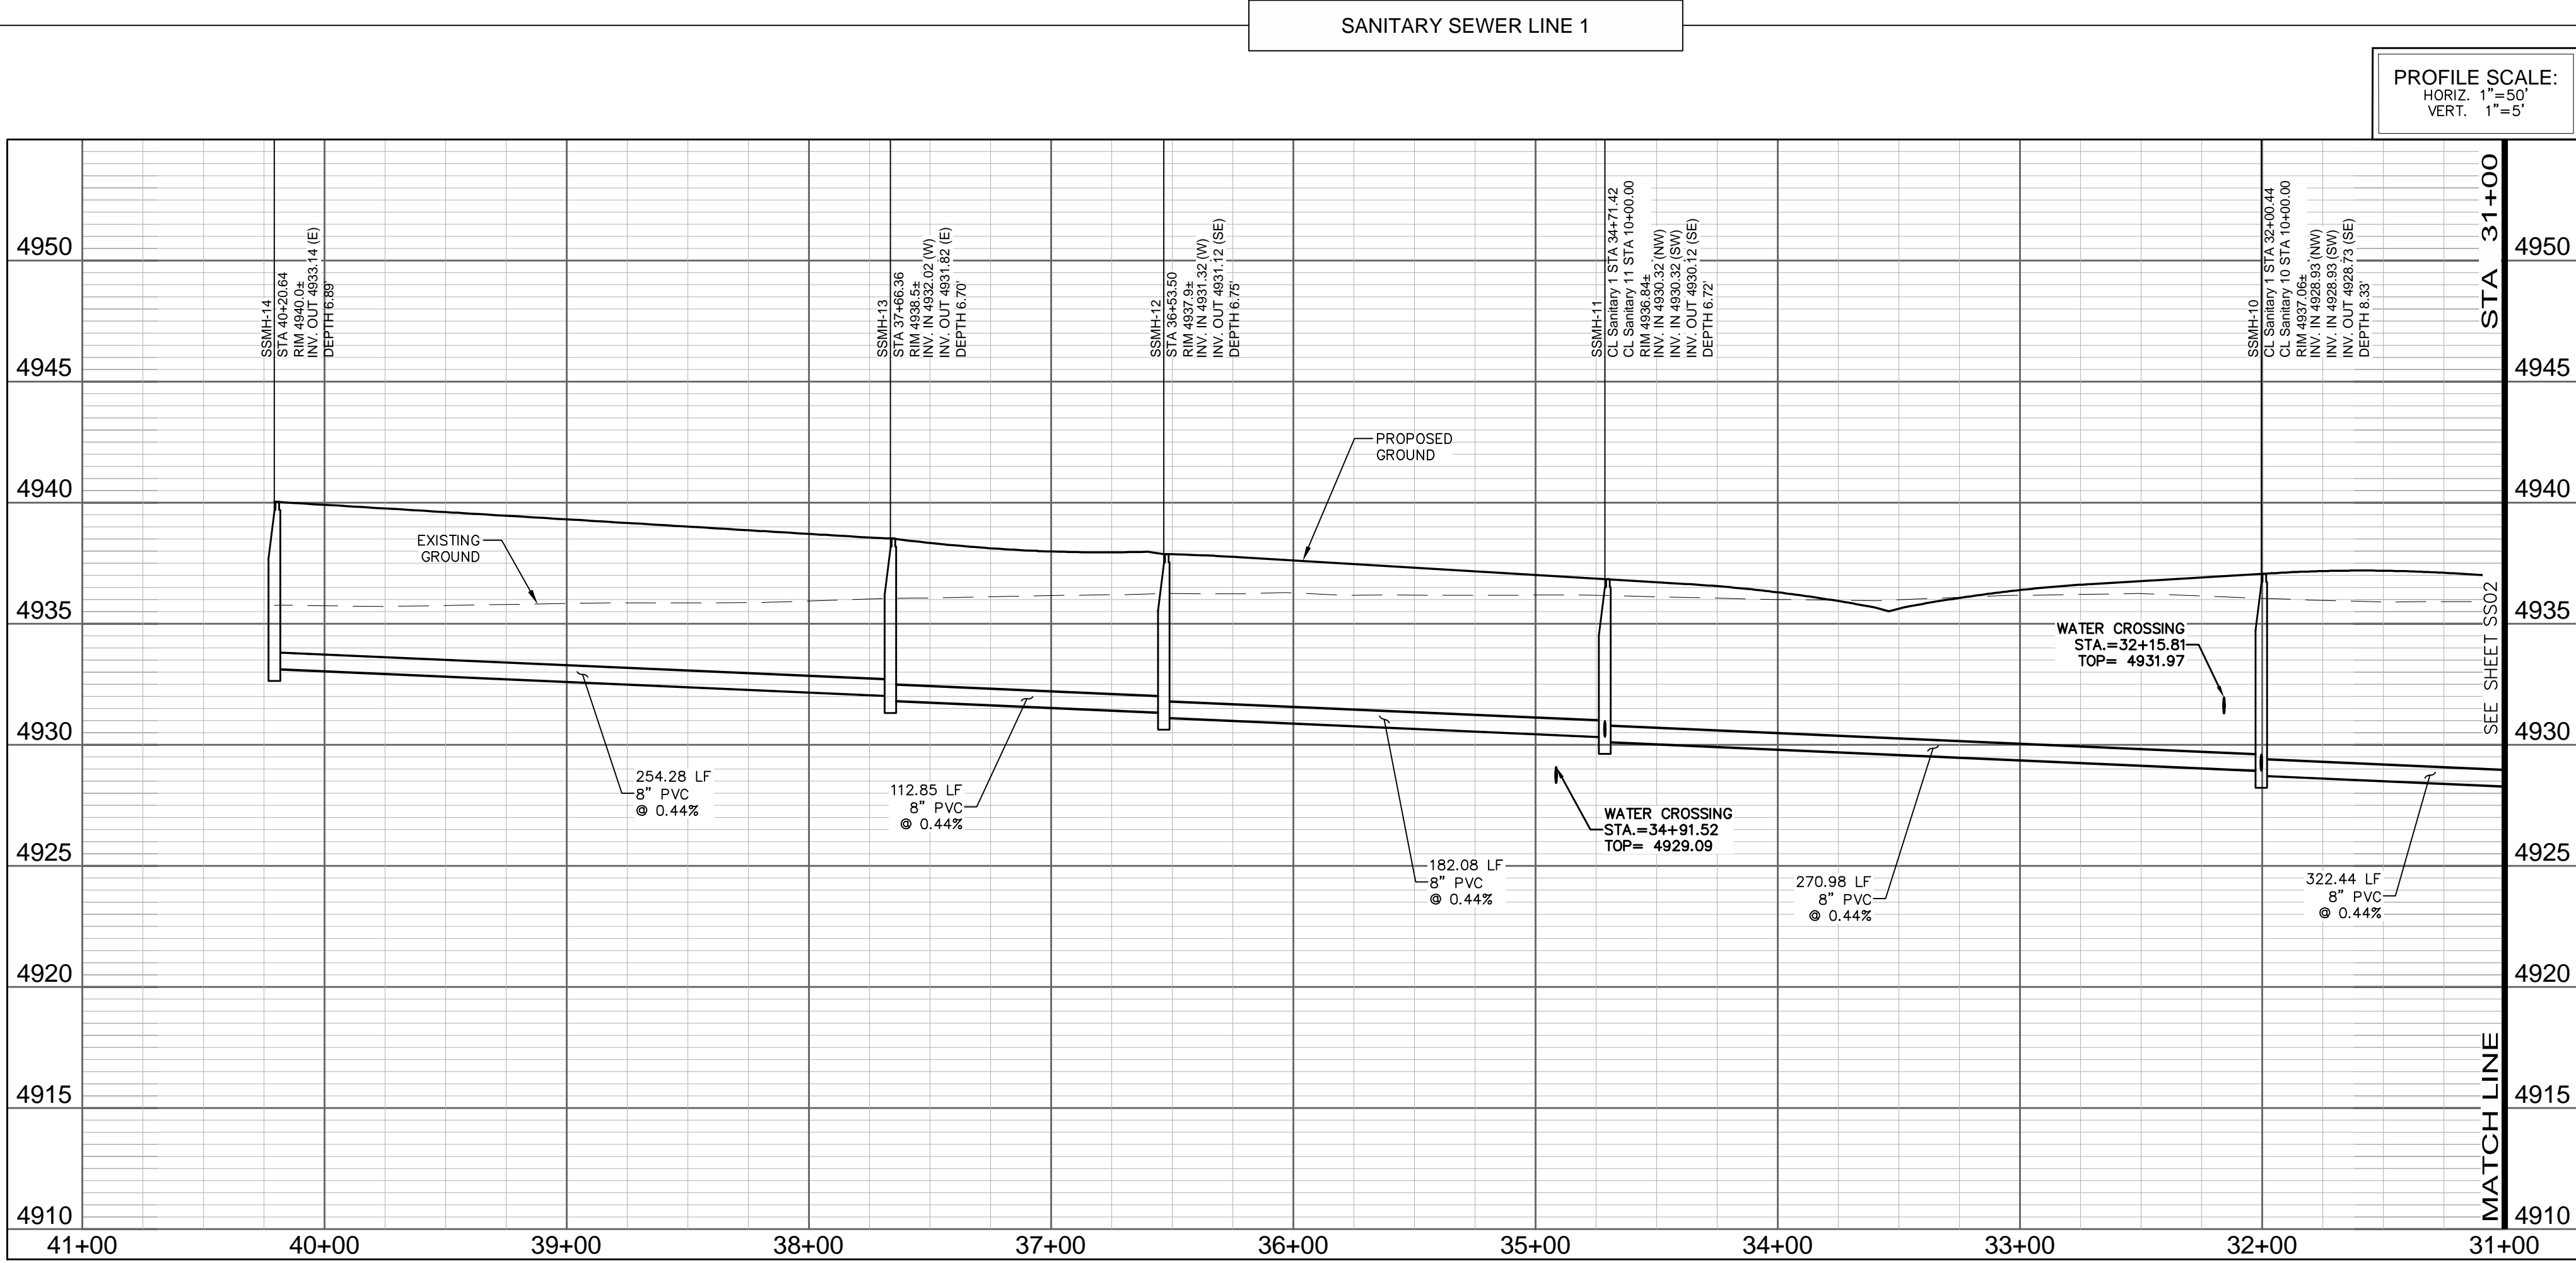 SANITARY SEWER LINE 1
PROFILE SCALE:
HORIZ. 1"=50'
VERT. 1"=5'
SSMH-14
STA 40+20.64
RIM 4940.0±
INV. OUT 4933.14 (E)
DEPTH 6.89'
SSMH-13
STA 37+66.36
RIM 4938.5±
INV. IN 4932.02 (W)
INV. OUT 4931.82 (E)
DEPTH 6.70'
SSMH-12
STA 36+53.50
RIM 4937.9±
INV. IN 4931.32 (W)
INV. OUT 4931.12 (SE)
DEPTH 6.75'
SSMH-11
CL Sanitary 1 STA 34+71.42
CL Sanitary 11 STA 10+00.00
RIM 4936.84±
INV. IN 4930.32 (NW)
INV. IN 4930.32 (SW)
INV. OUT 4930.12 (SE)
DEPTH 6.72'
SSMH-10
CL Sanitary 1 STA 32+00.44
CL Sanitary 10 STA 10+00.00
RIM 4937.06±
INV. IN 4928.93 (NW)
INV. IN 4928.93 (SW)
INV. OUT 4928.73 (SE)
DEPTH 8.33'
STA 31+00
SEE SHEET SS02
MATCH LINE
4950
4945
4940
4935
4930
4925
4920
4915
4910
4950
4945
4940
4935
4930
4925
4920
4915
4910
PROPOSED
GROUND
EXISTING
GROUND
WATER CROSSING
STA.=32+15.81
TOP= 4931.97
254.28 LF
8" PVC
@ 0.44%
112.85 LF
8" PVC
@ 0.44%
WATER CROSSING
STA.=34+91.52
TOP= 4929.09
182.08 LF
8" PVC
@ 0.44%
270.98 LF
8" PVC
@ 0.44%
322.44 LF
8" PVC
@ 0.44%
41+00
40+00
39+00
38+00
37+00
36+00
35+00
34+00
33+00
32+00
31+00